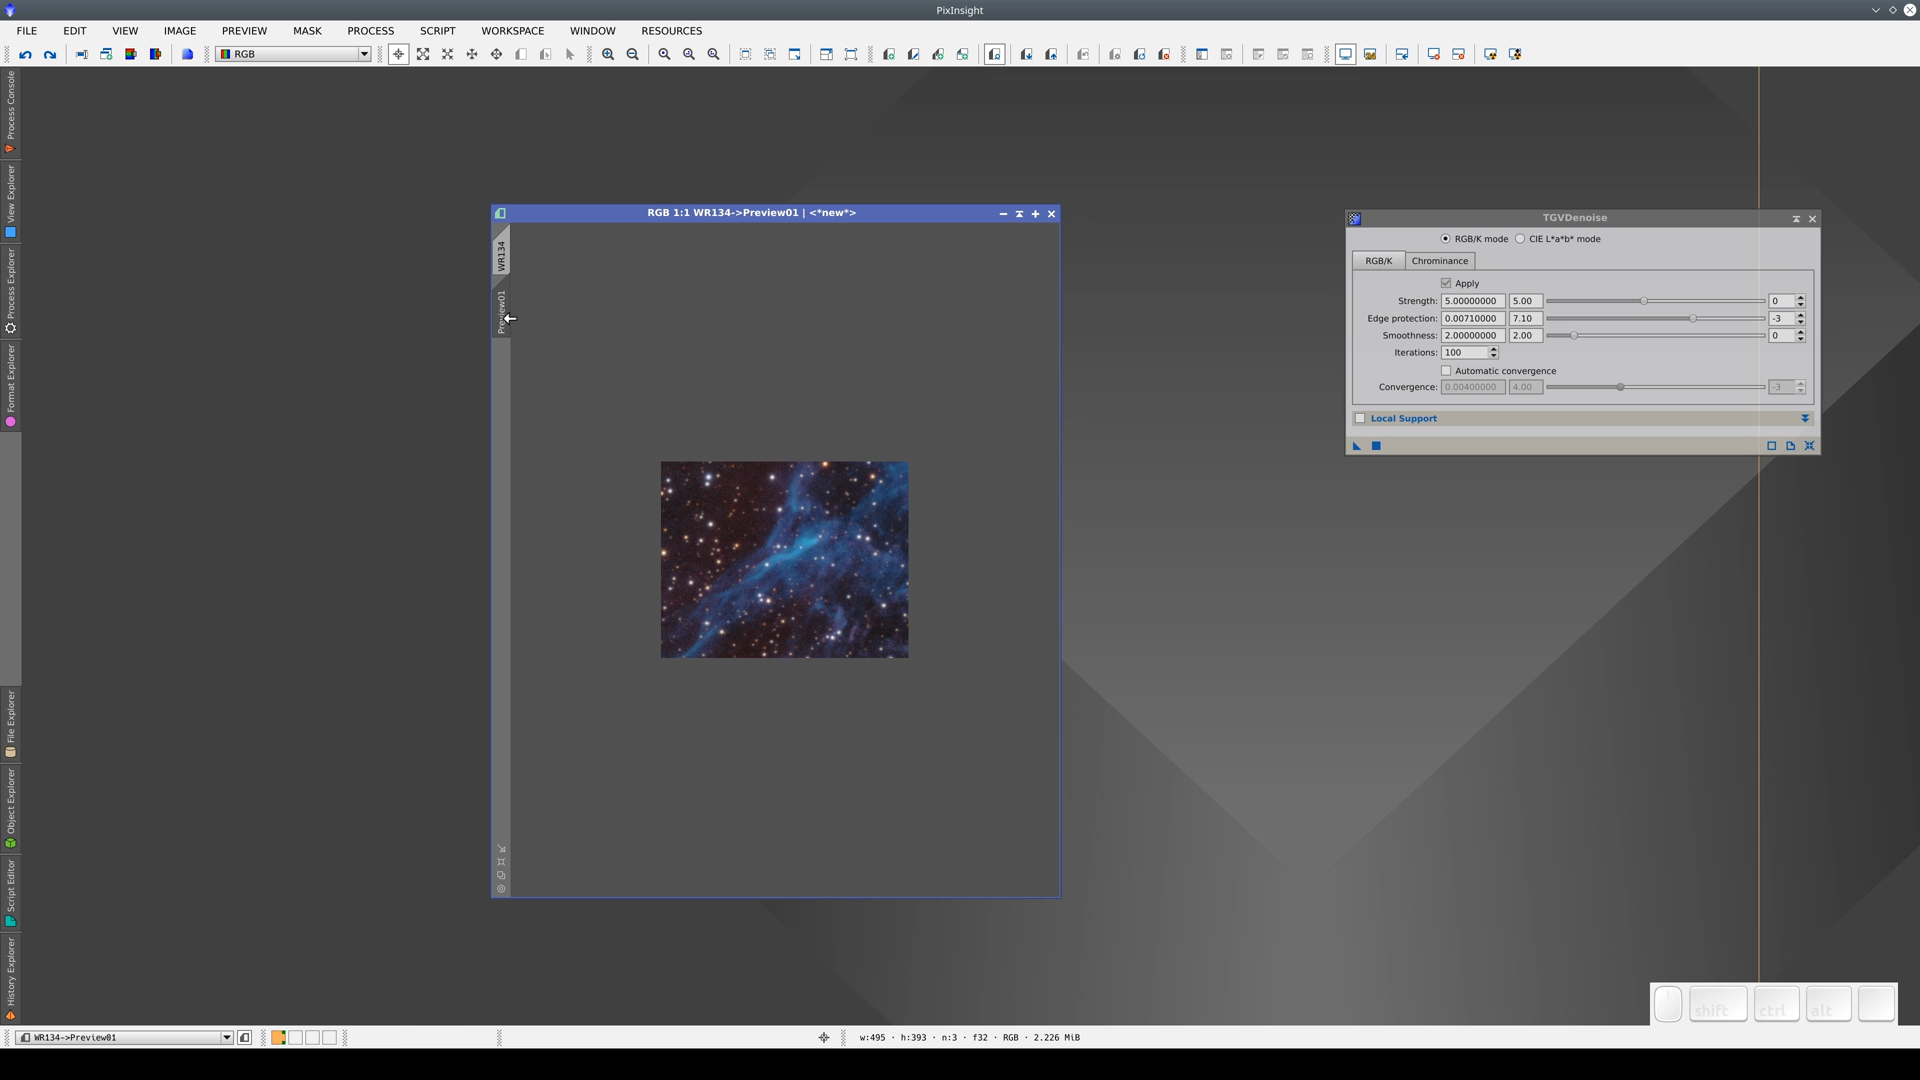 PixInsight
FILE EDIT VIEW IMAGE PREVIEW MASK PROCESS SCRIPT WORKSPACE WINDOW RESOURCES
RGB
Process Console
View Explorer
Process Explorer
Format Explorer
File Explorer
Object Explorer
Script Editor
History Explorer
RGB 1:1 WR134->Preview01 | <*new*>
WR134
Preview01
TGVDenoise
RGB/K mode CIE L*a*b* mode
RGB/K Chrominance
Apply
Strength: 5.00000000 5.00 0
Edge protection: 0.00710000 7.10 -3
Smoothness: 2.00000000 2.00 0
Iterations: 100
Automatic convergence
Convergence: 0.00400000 4.00 -3
Local Support
shift ctrl alt
WR134->Preview01
w:495 · h:393 · n:3 · f32 · RGB · 2.226 MiB